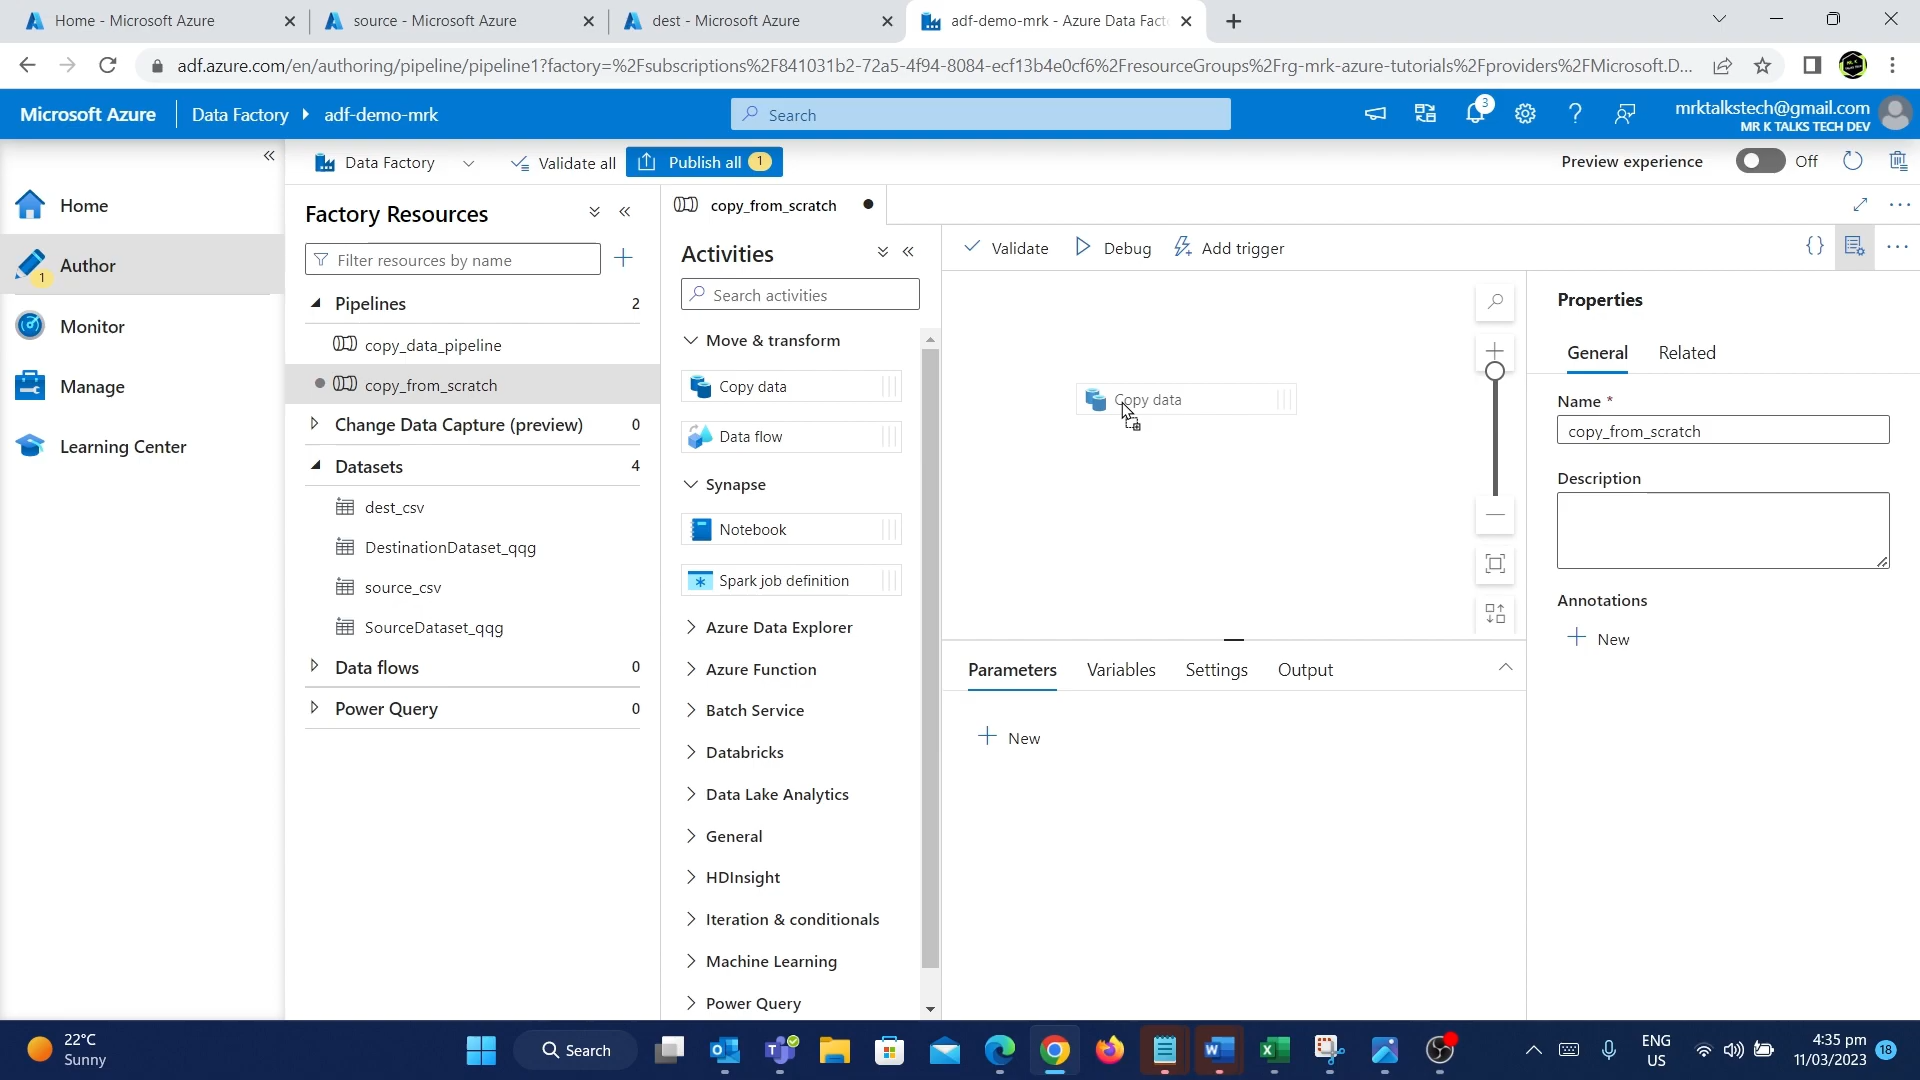 Home - Microsoft Azure
source - Microsoft Azure
dest - Microsoft Azure
adf-demo-mrk - Azure Data Fact
adf.azure.com/en/authoring/pipeline/pipeline1?factory=%2Fsubscriptions%2F841031b2-72a5-4f94-8084-ecf13b4e0cf6%2FresourceGroups%2Frg-mrk-azure-tutorials%2Fproviders%2FMicrosoft.D...
Microsoft Azure
Data Factory
adf-demo-mrk
Search
3
mrktalkstech@gmail.com
MR K TALKS TECH DEV
Data Factory
Validate all
Publish all
1
Preview experience
Off
Home
Author
1
Monitor
Manage
Learning Center
Factory Resources
Filter resources by name
Pipelines
2
copy_data_pipeline
copy_from_scratch
Change Data Capture (preview)
0
Datasets
4
dest_csv
DestinationDataset_qqg
source_csv
SourceDataset_qqg
Data flows
0
Power Query
0
copy_from_scratch
Activities
Search activities
Move & transform
Copy data
Data flow
Synapse
Notebook
Spark job definition
Azure Data Explorer
Azure Function
Batch Service
Databricks
Data Lake Analytics
General
HDInsight
Iteration & conditionals
Machine Learning
Power Query
Validate
Debug
Add trigger
{}
Copy data
Parameters
Variables
Settings
Output
New
Properties
General
Related
Name *
copy_from_scratch
Description
Annotations
New
22°C
Sunny
Search
ENG
US
4:35 pm
11/03/2023
18